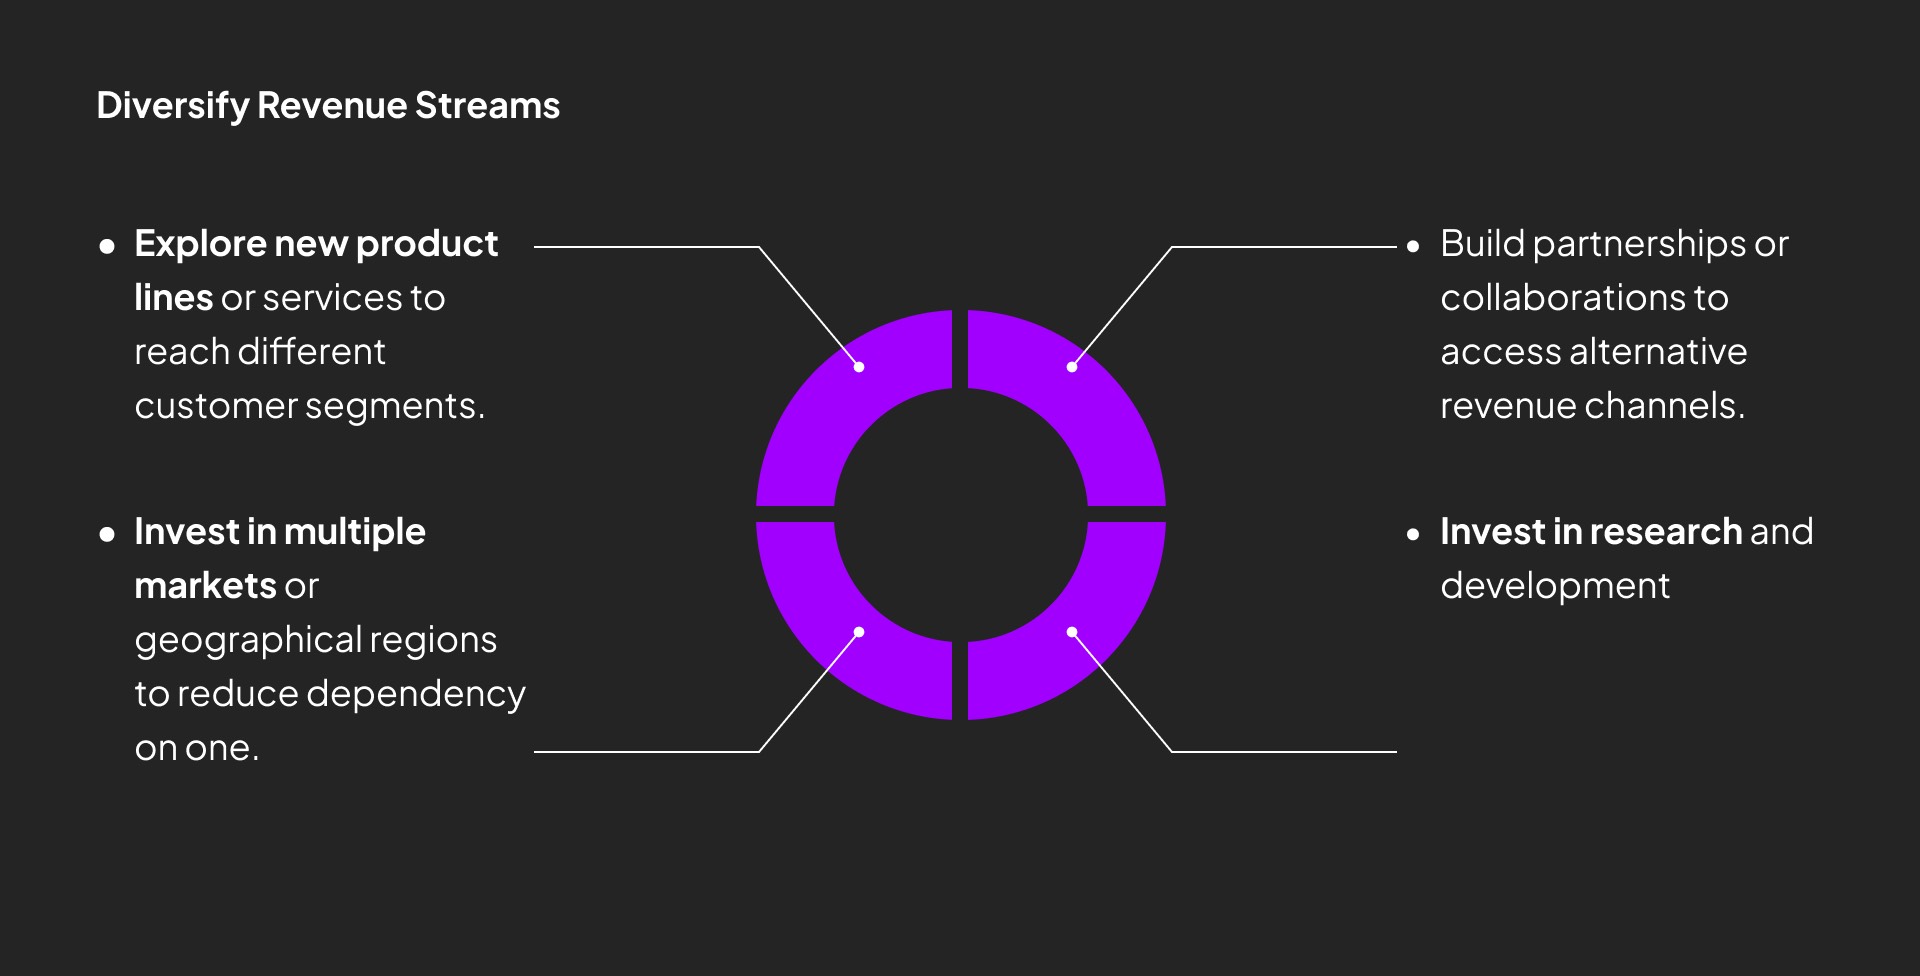 Diversify Revenue Streams
• Explore new product
lines or services to
reach different
customer segments.
• Invest in multiple
markets or
geographical regions
to reduce dependency
on one.
• Build partnerships or
collaborations to
access alternative
revenue channels.
• Invest in research and
development